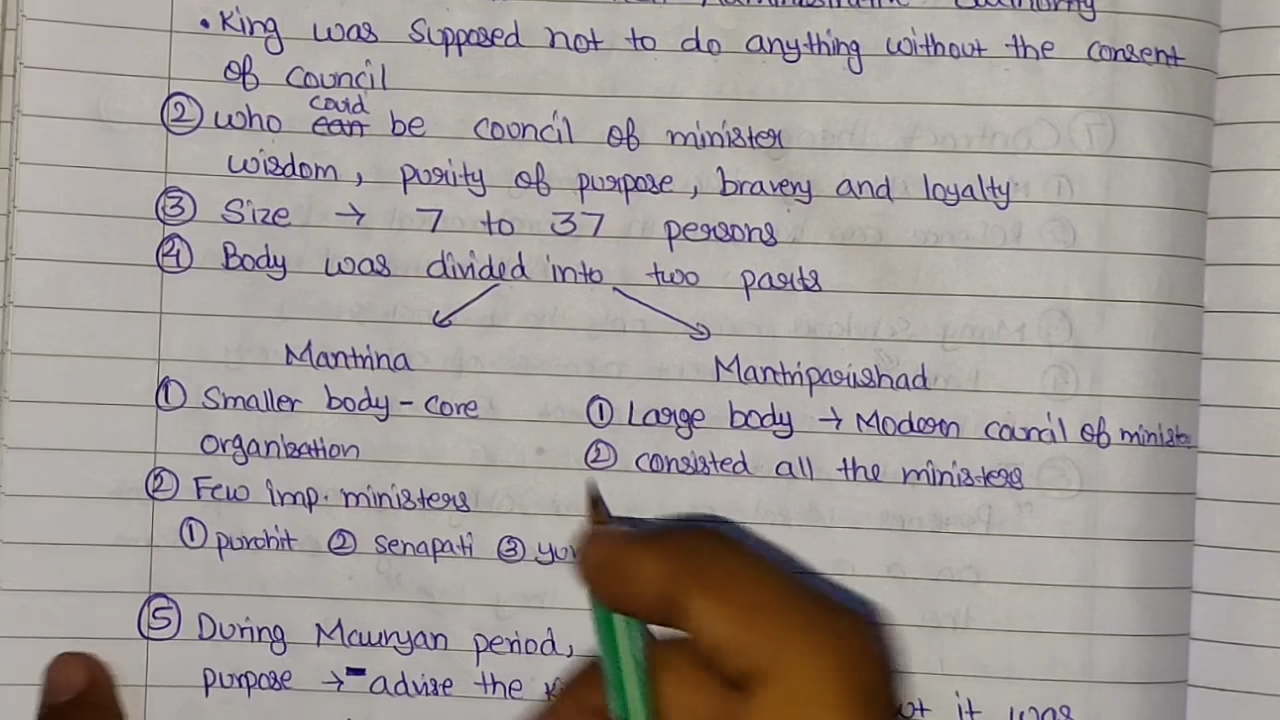 • King was supposed not to do anything without the consent
of council
② who could be council of minister
wisdom, purity of purpose, bravery and loyalty
③ Size → 7 to 37 persons
④ Body was divided into two parts
Mantrina
① Smaller body - core
organization
② Few imp. ministers
① purohit ② senapati ③
Mantriparishad
① Large body → Modern council of minister
② consisted all the ministers
⑤ During Mauryan period,
purpose → advise the
it was